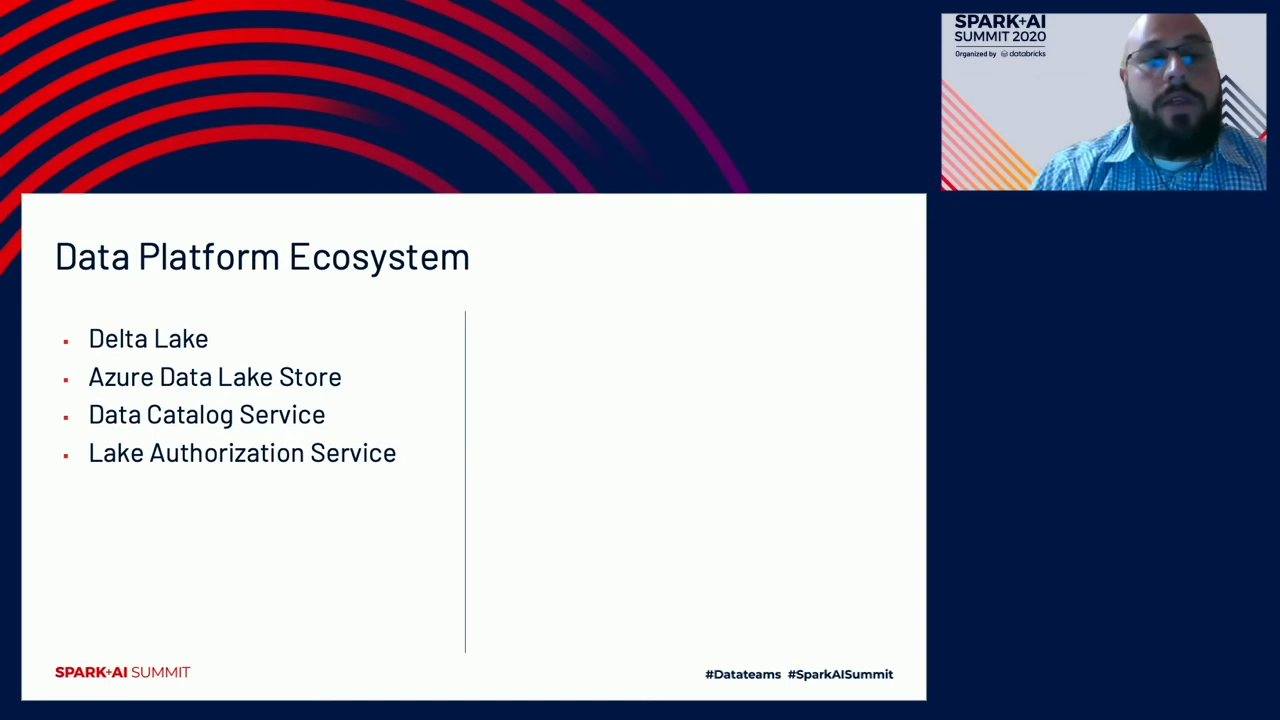 SPARK+AI
SUMMIT 2020
Organized by databricks
Data Platform Ecosystem
Delta Lake
Azure Data Lake Store
Data Catalog Service
Lake Authorization Service
SPARK+AI SUMMIT
#Datateams #SparkAISummit